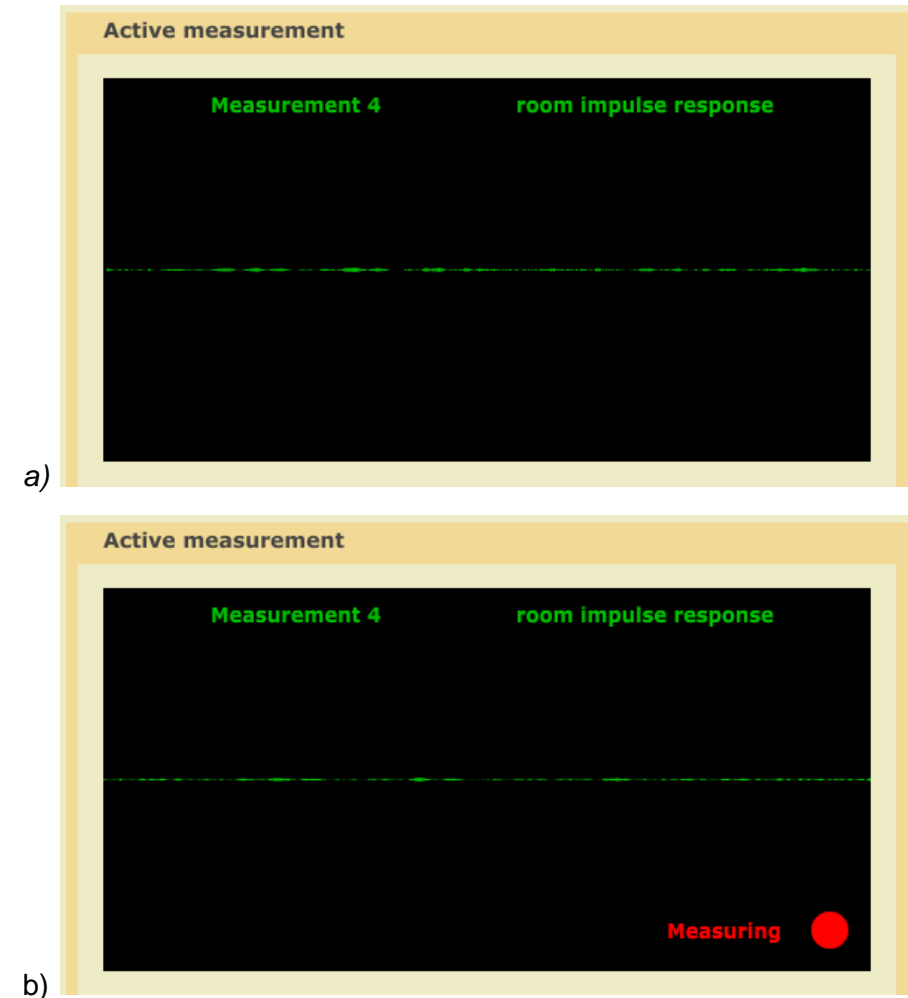 Active measurement
Measurement 4 room impulse response
a)
Active measurement
Measurement 4 room impulse response
Measuring
b)